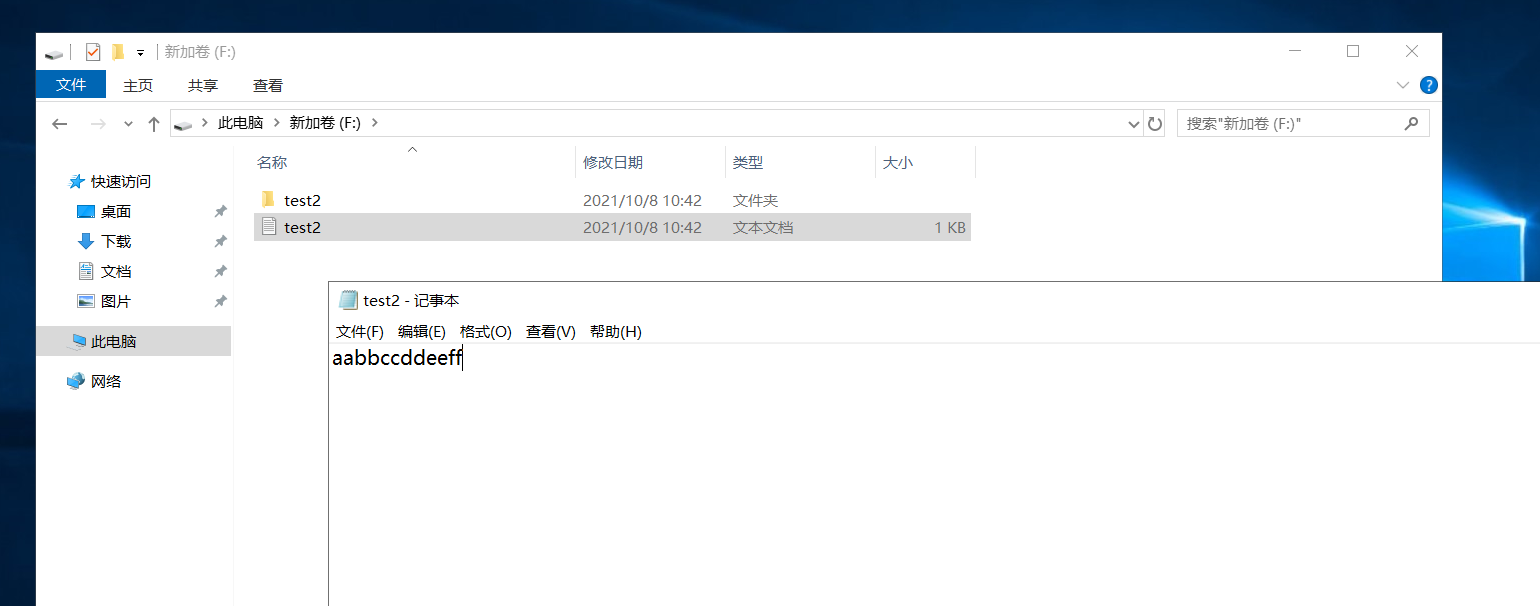 新加卷 (F:)
文件 主页 共享 查看
此电脑 新加卷 (F:) 搜索"新加卷 (F:)"
名称 修改日期 类型 大小
快速访问
桌面
下载
文档
图片
此电脑
网络
test2 2021/10/8 10:42 文件夹
test2 2021/10/8 10:42 文本文档 1 KB
test2 - 记事本
文件(F) 编辑(E) 格式(O) 查看(V) 帮助(H)
aabbccddeeff